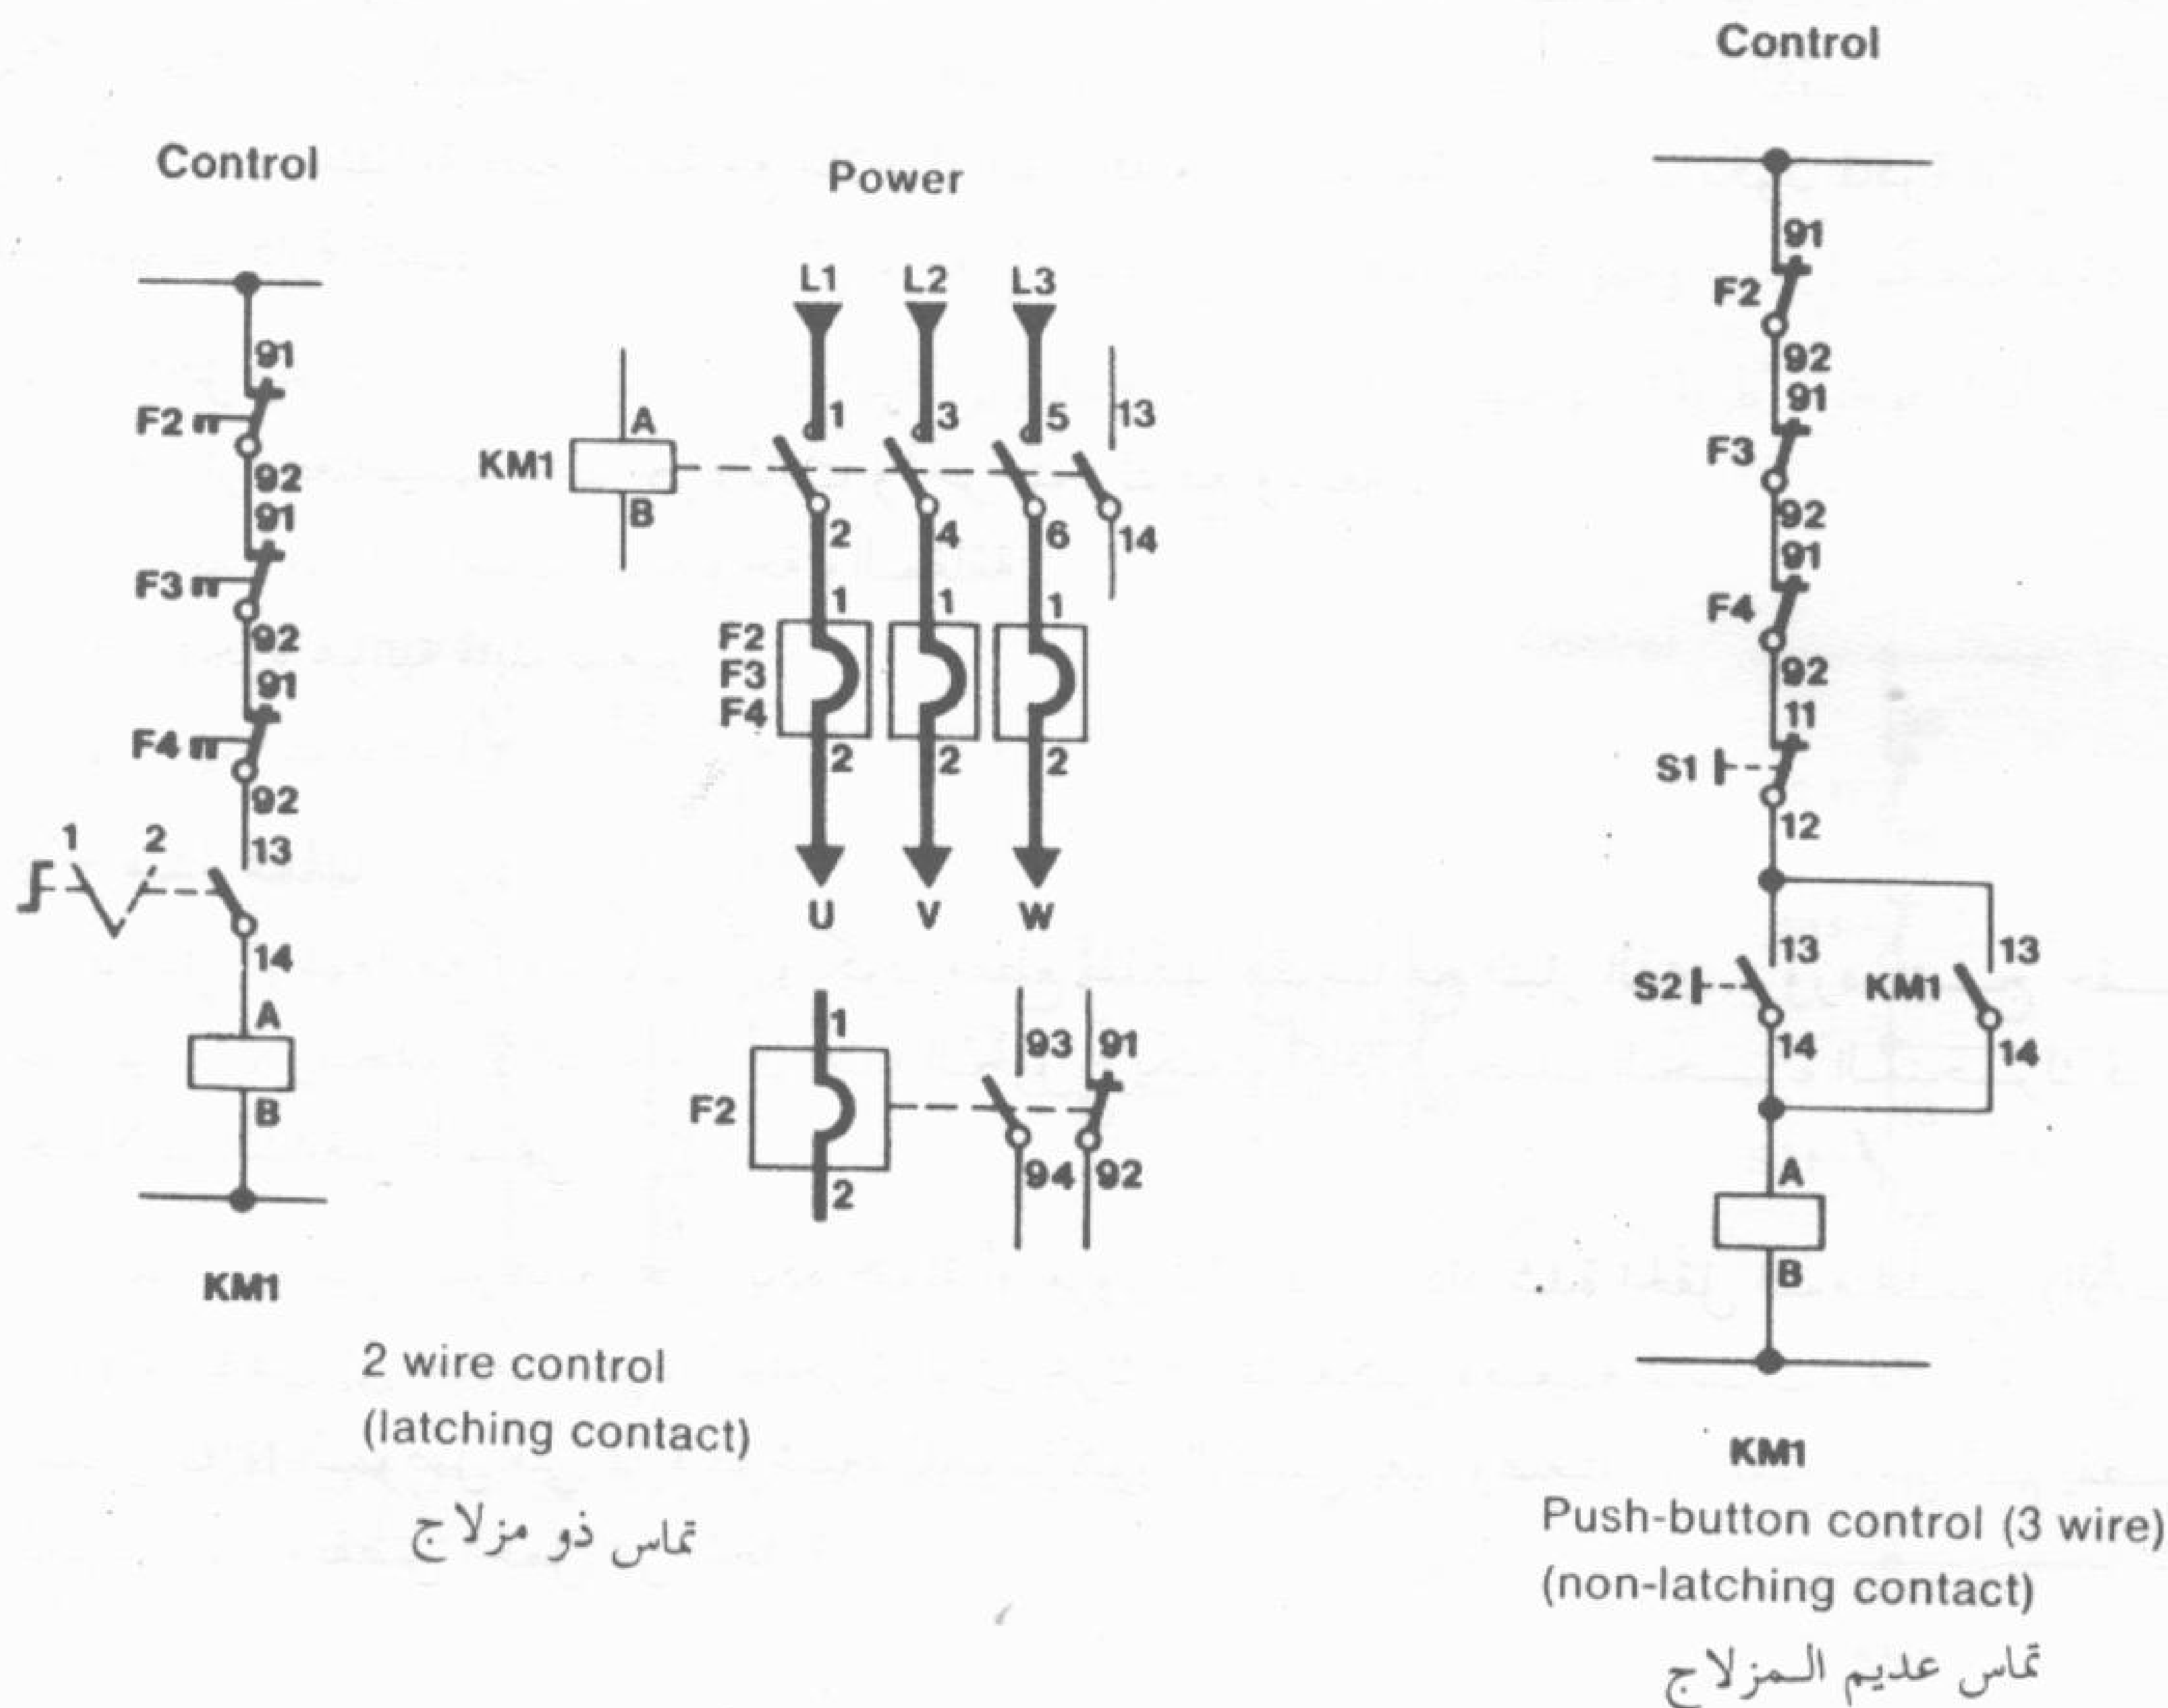 Control
91
F2
92
91
F3
92
91
F4
92
1 2
13
14
A
B
KM1
2 wire control
(latching contact)
تماس ذو مزلاج
Power
L1 L2 L3
1 3 5 13
A
KM1
B
2 4 6 14
1 1 1
F2
F3
F4
2 2 2
U V W
1
93 91
F2
94 92
2
Control
91
F2
92
91
F3
92
91
F4
92
11
S1
12
13 13
S2 KM1
14 14
A
B
KM1
Push-button control (3 wire)
(non-latching contact)
تماس عديم المزلاج